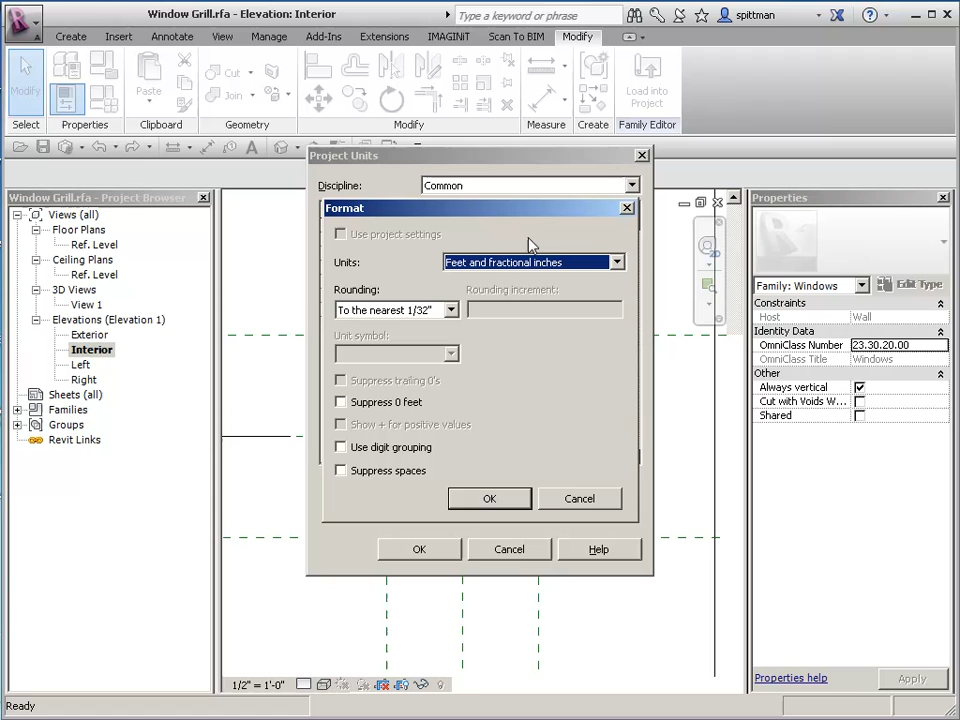 Window Grill.rfa - Elevation: Interior
Type a keyword or phrase
spittman
Create Insert Annotate View Manage Add-Ins Extensions IMAGINiT Scan To BIM Modify
Modify
Paste
Cut
Join
Load into
Project
Select Properties Clipboard Geometry Modify Measure Create Family Editor
Window Grill.rfa - Project Browser
Views (all)
Floor Plans
Ref. Level
Ceiling Plans
Ref. Level
3D Views
View 1
Elevations (Elevation 1)
Exterior
Interior
Left
Right
Sheets (all)
Families
Groups
Revit Links
Project Units
Discipline: Common
Format
Use project settings
Units: Feet and fractional inches
Rounding: Rounding increment:
To the nearest 1/32"
Unit symbol:
Suppress trailing 0's
Suppress 0 feet
Show + for positive values
Use digit grouping
Suppress spaces
OK Cancel
OK Cancel Help
Properties
2D
Family: Windows Edit Type
Constraints
Host Wall
Identity Data
OmniClass Number 23.30.20.00
OmniClass Title Windows
Other
Always vertical
Cut with Voids W...
Shared
Properties help Apply
1/2" = 1'-0"
Ready